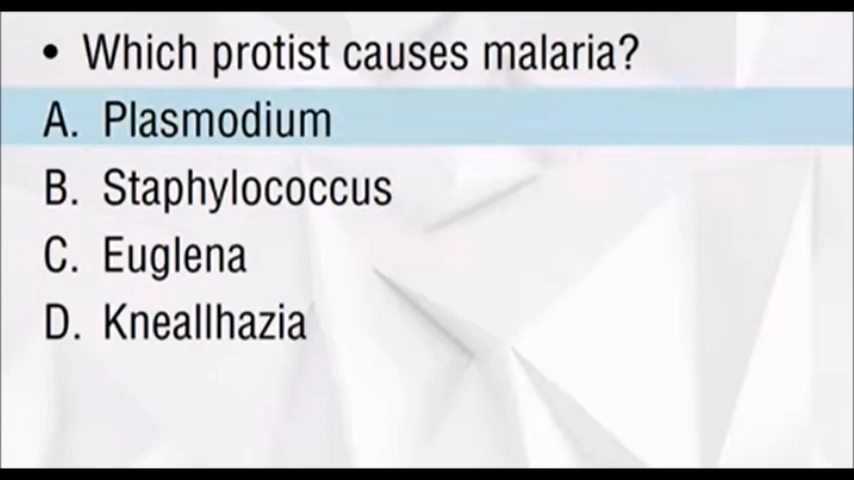 • Which protist causes malaria?
A. Plasmodium
B. Staphylococcus
C. Euglena
D. Kneallhazia